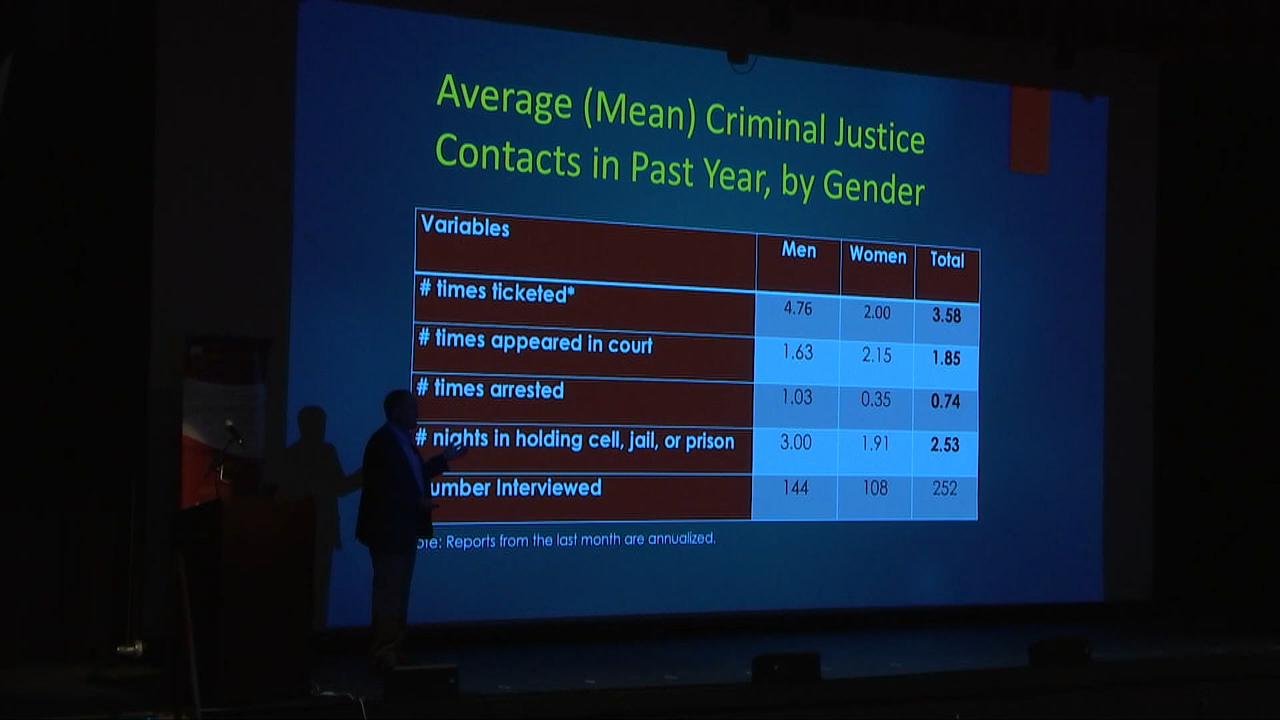 Average (Mean) Criminal Justice
Contacts in Past Year, by Gender
Variables Men Women Total
# times ticketed* 4.76 2.00 3.58
# times appeared in court 1.63 2.15 1.85
# times arrested 1.03 0.35 0.74
# nights in holding cell, jail, or prison 3.00 1.91 2.53
umber Interviewed 144 108 252
ote: Reports from the last month are annualized.